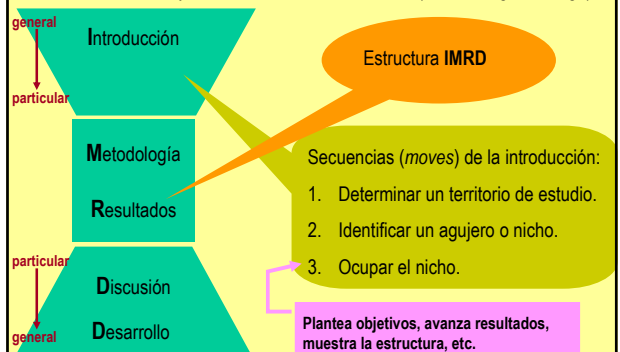 general
Introducción
particular
Estructura IMRD
Metodología
Resultados
Secuencias (moves) de la introducción:
1. Determinar un territorio de estudio.
2. Identificar un agujero o nicho.
3. Ocupar el nicho.
particular
Discusión
Desarrollo
general
Plantea objetivos, avanza resultados,
muestra la estructura, etc.